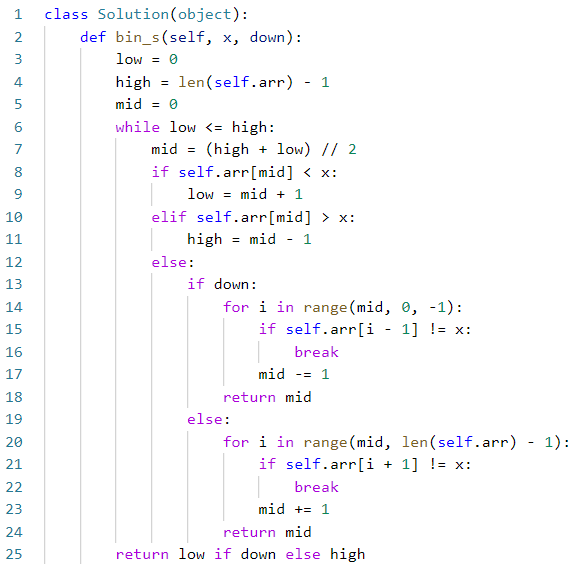 1 class Solution(object):
2     def bin_s(self, x, down):
3         low = 0
4         high = len(self.arr) - 1
5         mid = 0
6         while low <= high:
7             mid = (high + low) // 2
8             if self.arr[mid] < x:
9                 low = mid + 1
10             elif self.arr[mid] > x:
11                 high = mid - 1
12             else:
13                 if down:
14                     for i in range(mid, 0, -1):
15                         if self.arr[i - 1] != x:
16                             break
17                         mid -= 1
18                     return mid
19                 else:
20                     for i in range(mid, len(self.arr) - 1):
21                         if self.arr[i + 1] != x:
22                             break
23                         mid += 1
24                     return mid
25         return low if down else high